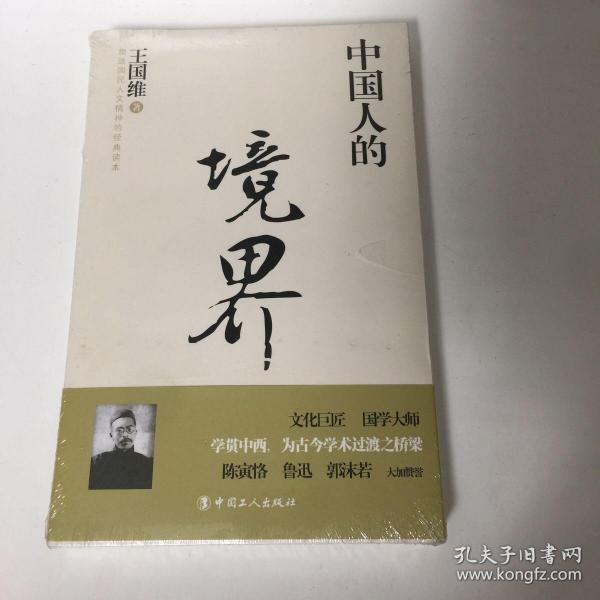 中国人的
境界
王国维 著
塑造国民人文精神的经典读本
文化巨匠 国学大师
学贯中西，为古今学术过渡之桥梁
陈寅恪 鲁迅 郭沫若 大加赞誉
中国工人出版社
孔夫子旧书网
www.kongfz.com